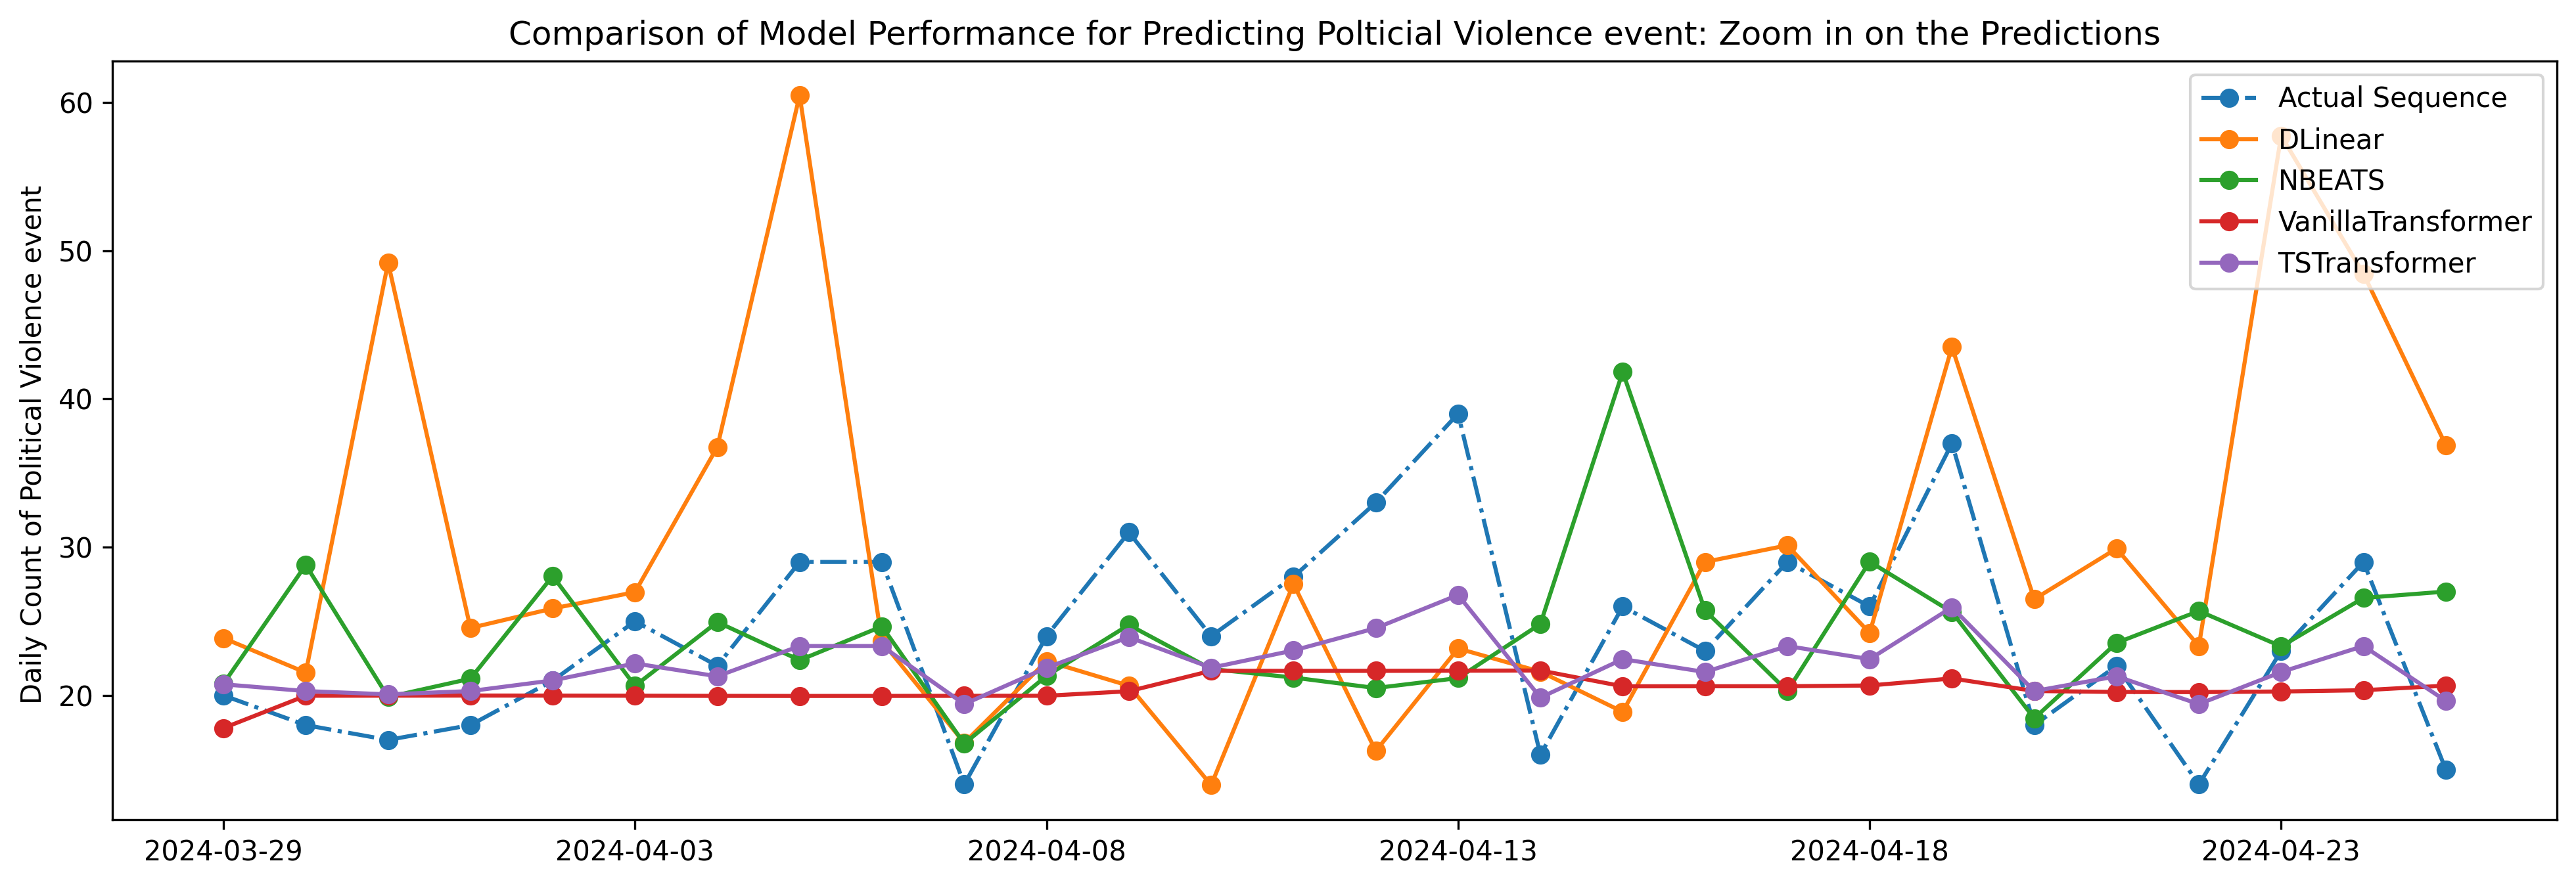 Comparison of Model Performance for Predicting Polticial Violence event: Zoom in on the Predictions
Daily Count of Political Violence event
60
50
40
30
20
2024-03-29
2024-04-03
2024-04-08
2024-04-13
2024-04-18
2024-04-23
Actual Sequence
DLinear
NBEATS
VanillaTransformer
TSTransformer